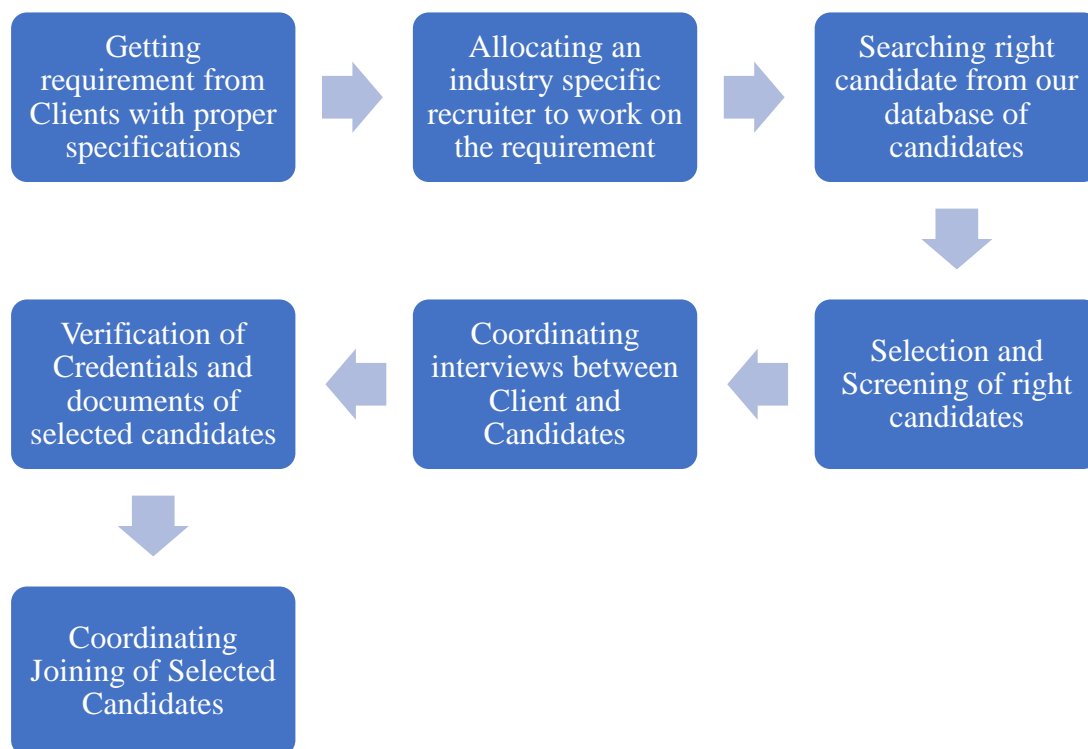 Getting
requirement from
Clients with proper
specifications
Allocating an
industry specific
recruiter to work on
the requirement
Searching right
candidate from our
database of
candidates
Selection and
Screening of right
candidates
Coordinating
interviews between
Client and
Candidates
Verification of
Credentials and
documents of
selected candidates
Coordinating
Joining of Selected
Candidates